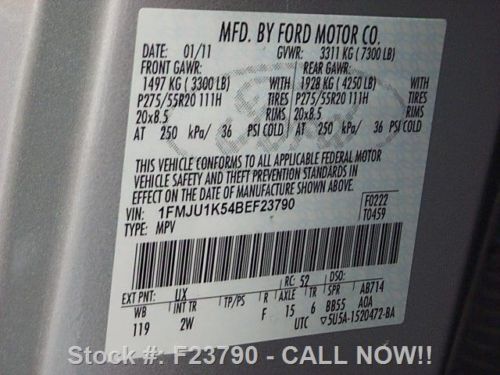 MFD. BY FORD MOTOR CO.
DATE: 01/11 GVWR: 3311 KG (7300 LB)
FRONT GAWR: REAR GAWR:
1497 KG (3300 LB) 1928 KG (4250 LB)
P275/55R20 111H TIRES P275/55R20 111H TIRES
20x8.5 RIMS 20x8.5 RIMS
AT 250 kPa/ 36 PSI COLD AT 250 kPa/ 36 PSI COLD
THIS VEHICLE CONFORMS TO ALL APPLICABLE FEDERAL MOTOR
VEHICLE SAFETY AND THEFT PREVENTION STANDARDS IN
EFFECT ON THE DATE OF MANUFACTURE SHOWN ABOVE.
VIN: 1FMJU1K54BEF23790 F0222
TYPE: MPV T0459
RC: 52 DSO:
EXT PNT: UX
WB INT TR TP/PS R AXLE TR SPR AB714
119 2W F 15 6 BB55 AOA
UTC ▽5U5A-1520472-BA
Stock #: F23790 - CALL NOW!!